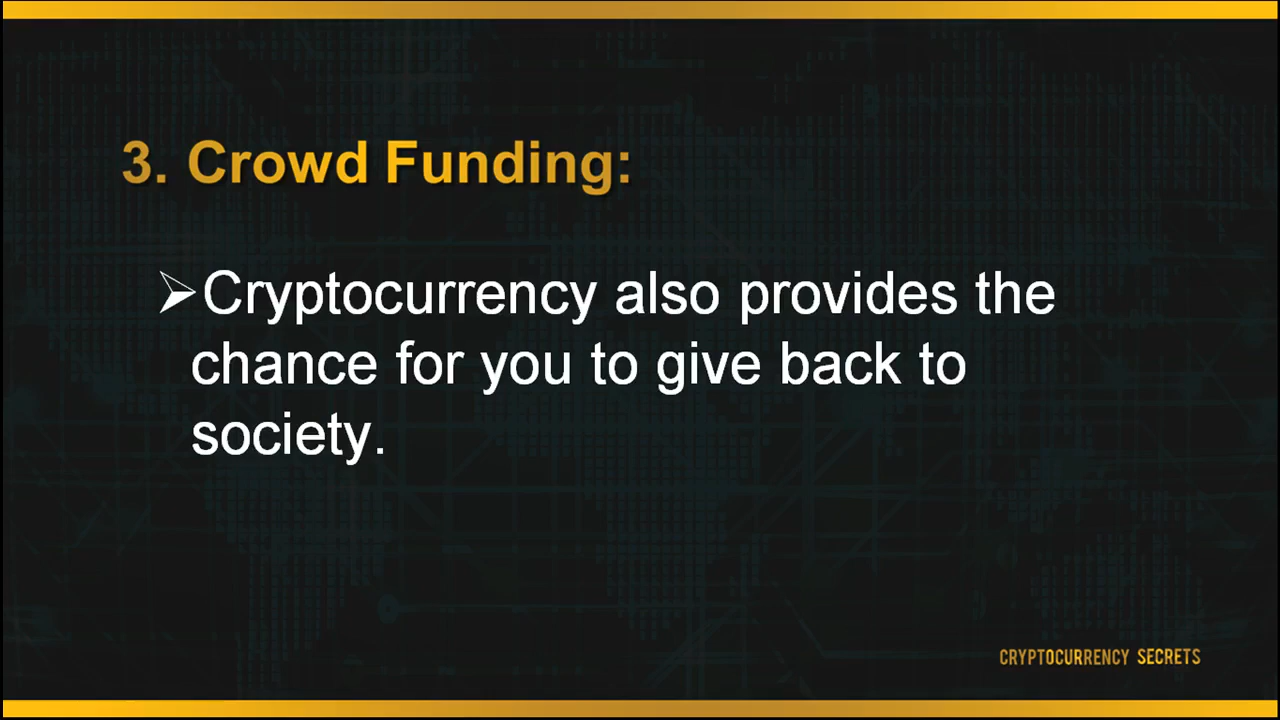 3. Crowd Funding:
➢Cryptocurrency also provides the
chance for you to give back to
society.
CRYPTOCURRENCY SECRETS